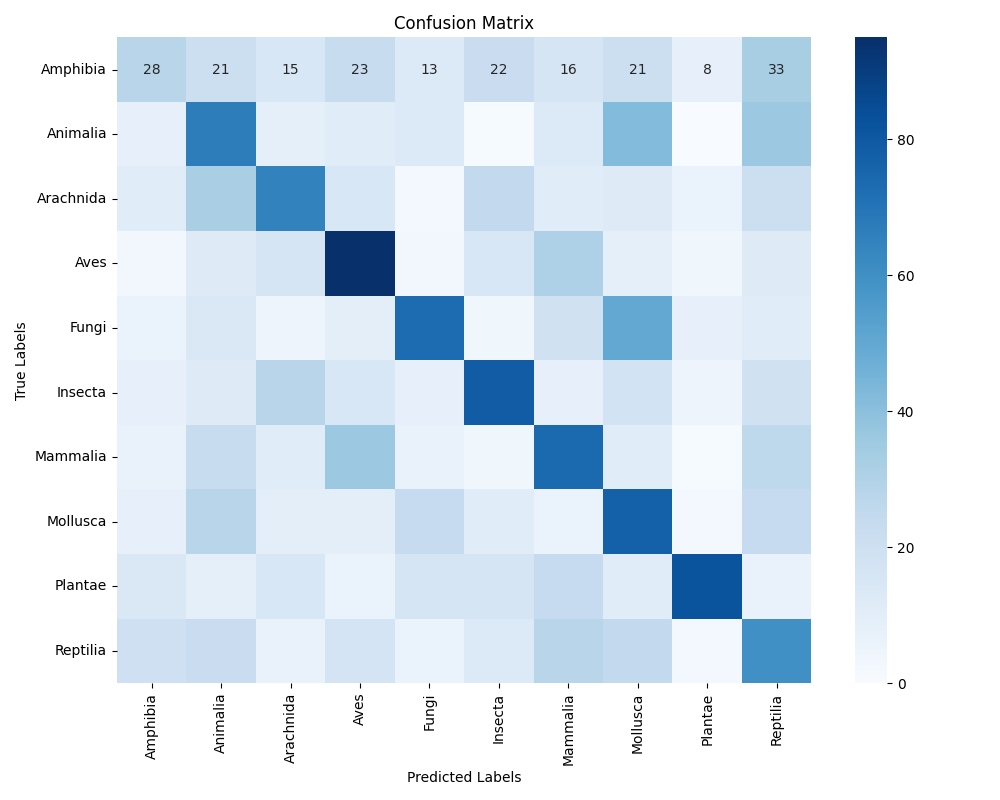 Confusion Matrix
Amphibia 28 21 15 23 13 22 16 21 8 33
Animalia
Arachnida
Aves
Fungi
Insecta
Mammalia
Mollusca
Plantae
Reptilia
True Labels
Amphibia Animalia Arachnida Aves Fungi Insecta Mammalia Mollusca Plantae Reptilia
Predicted Labels
80
60
40
20
0